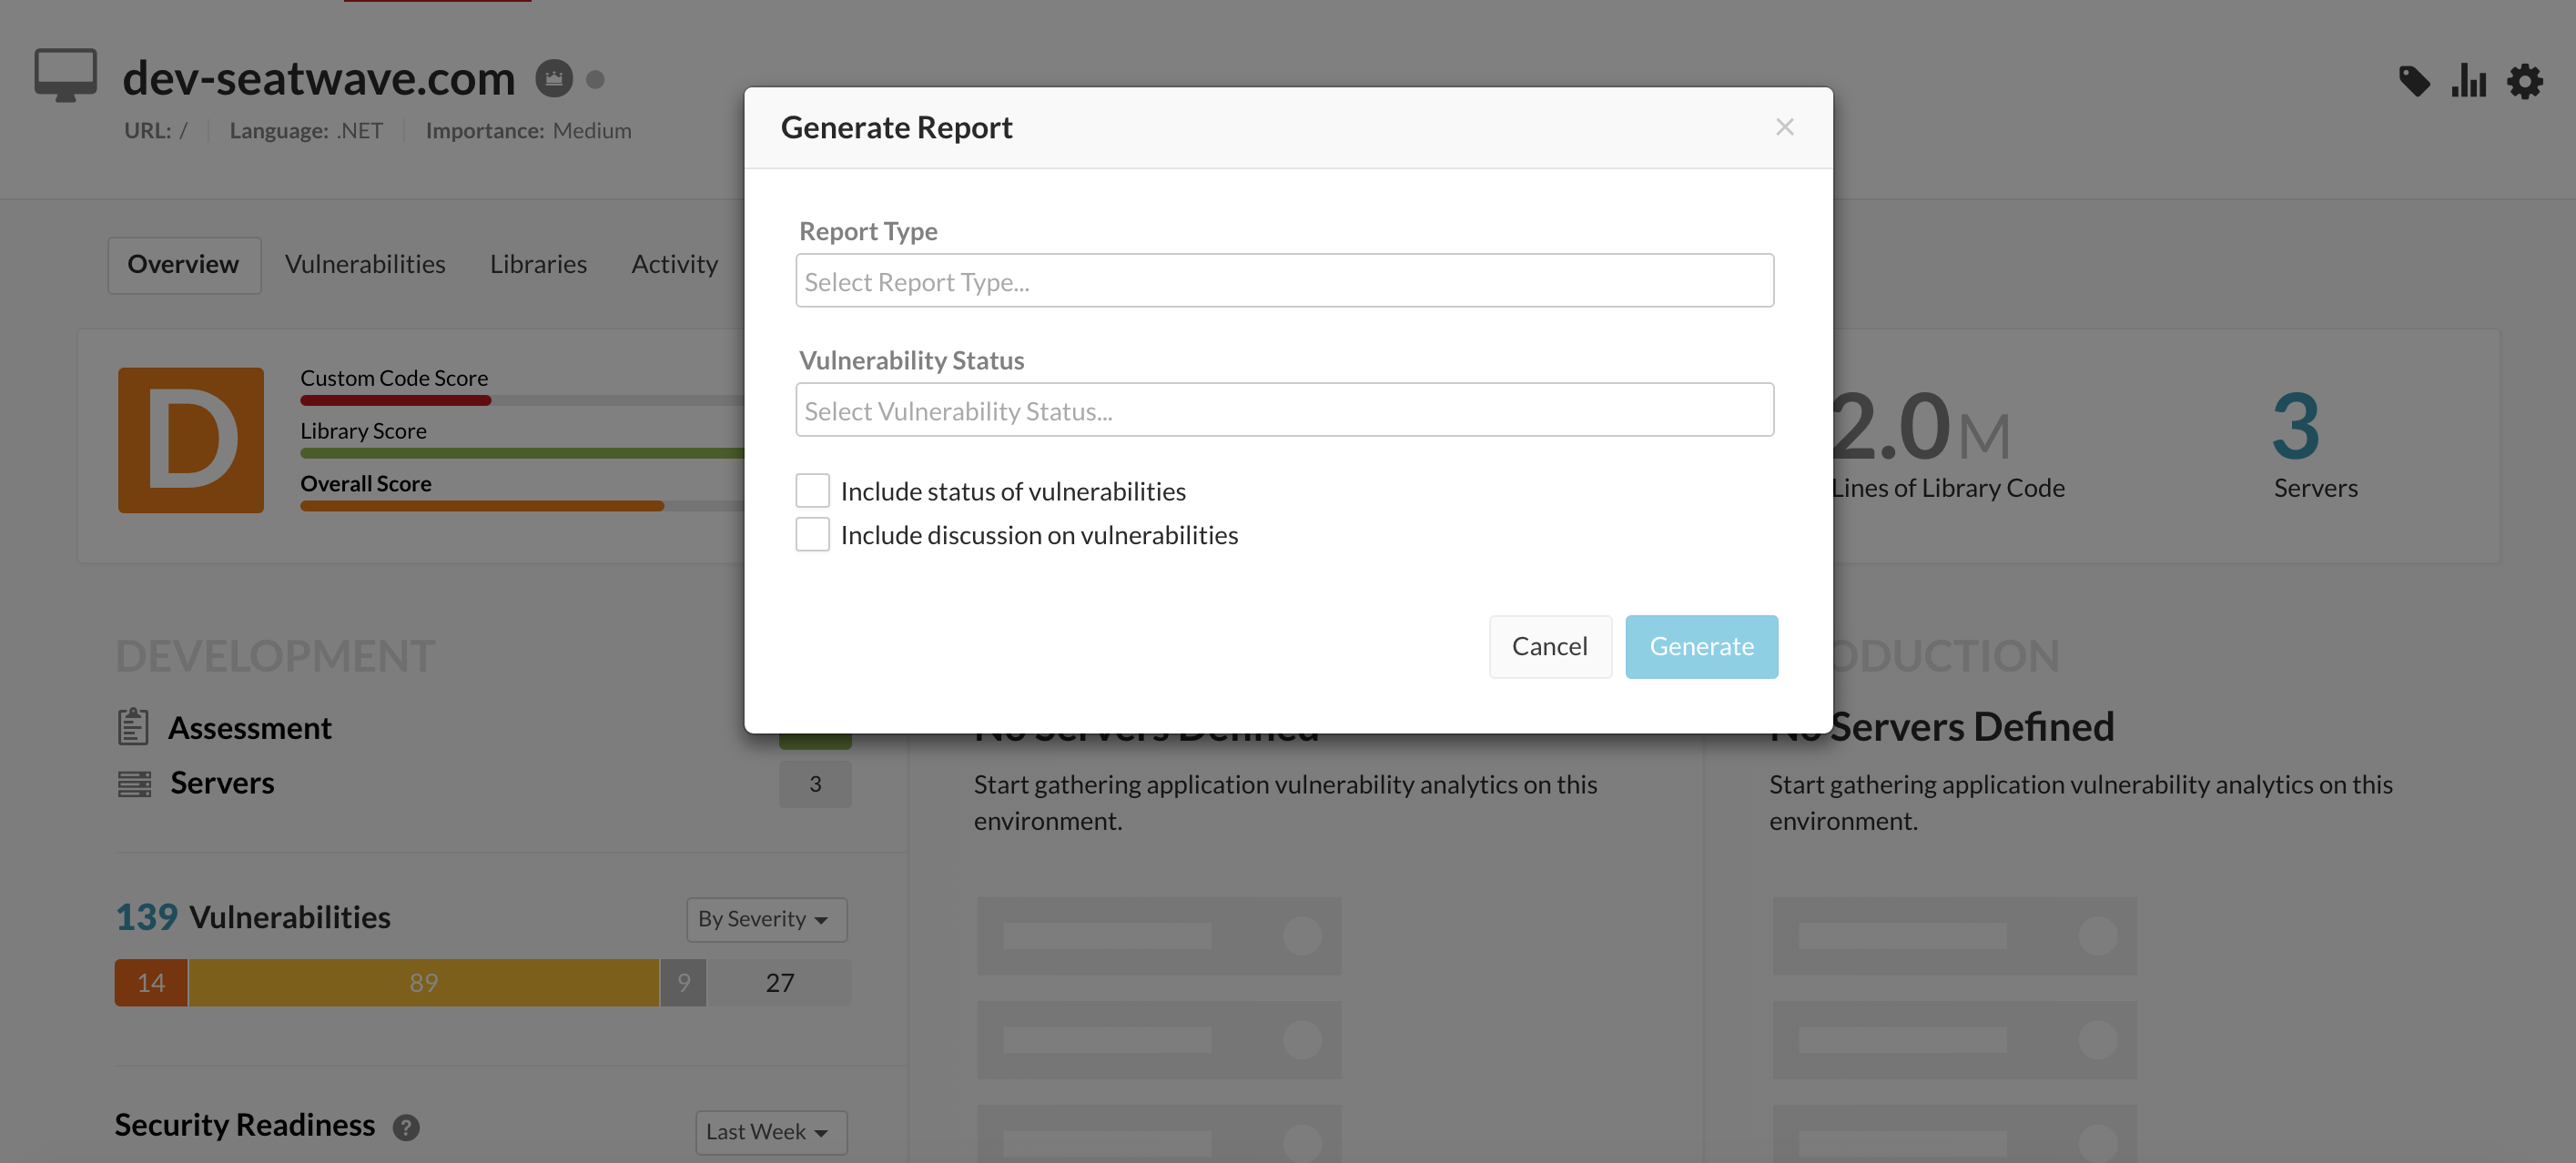 dev-seatwave.com
URL: / Language: .NET Importance: Medium
Generate Report
×
Report Type
Select Report Type...
Vulnerability Status
Select Vulnerability Status...
Include status of vulnerabilities
Include discussion on vulnerabilities
Cancel Generate
Overview Vulnerabilities Libraries Activity
D
Custom Code Score
Library Score
Overall Score
2.0M
Lines of Library Code
3
Servers
DEVELOPMENT
Assessment
Servers
3
139 Vulnerabilities
By Severity
14 89 9 27
Security Readiness ?
Last Week
No Servers Defined
Start gathering application vulnerability analytics on this
environment.
ODUCTION
No Servers Defined
Start gathering application vulnerability analytics on this
environment.